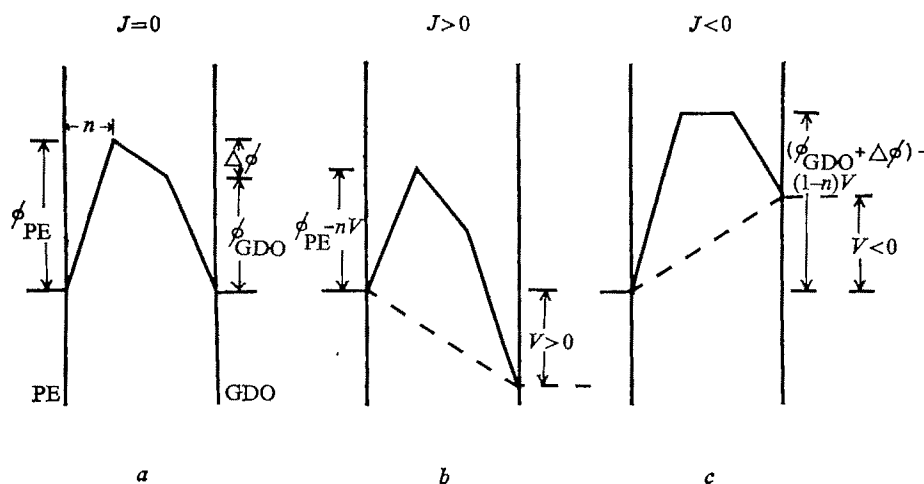 J=0
J>0
J<0
n
Δϕ
ϕPE
ϕGDO
ϕPE-nV
V>0
(ϕGDO+Δϕ)-
(1-n)V
V<0
PE
GDO
a
b
c